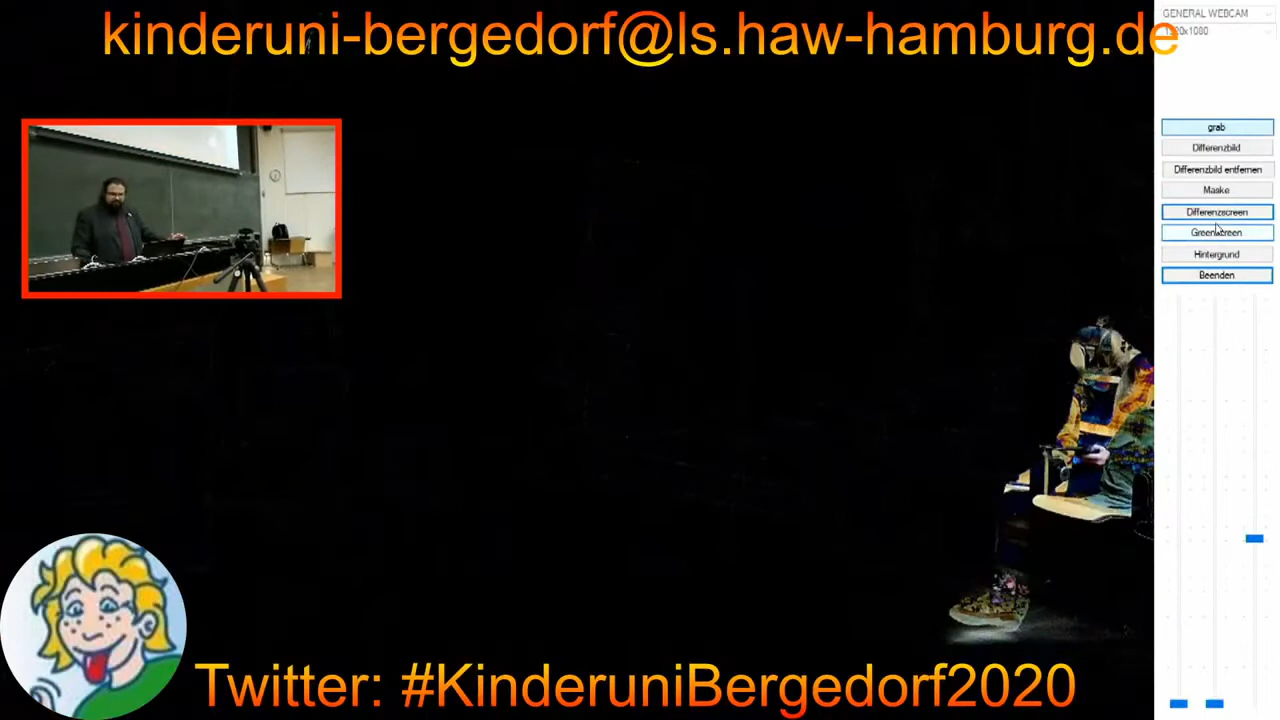 kinderuni-bergedorf@ls.haw-hamburg.de
GENERAL WEBCAM
1920x1080
grab
Differenzbild
Differenzbild entfernen
Maske
Differenzscreen
Greenscreen
Hintergrund
Beenden
Twitter: #KinderuniBergedorf2020